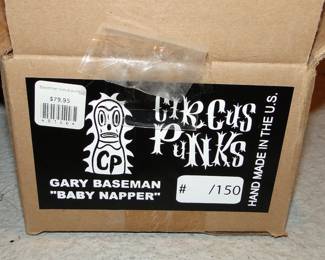 $79.95
CIRCUS
PUNKS
CP
GARY BASEMAN
"BABY NAPPER"
# /150
HAND MADE IN THE U.S.